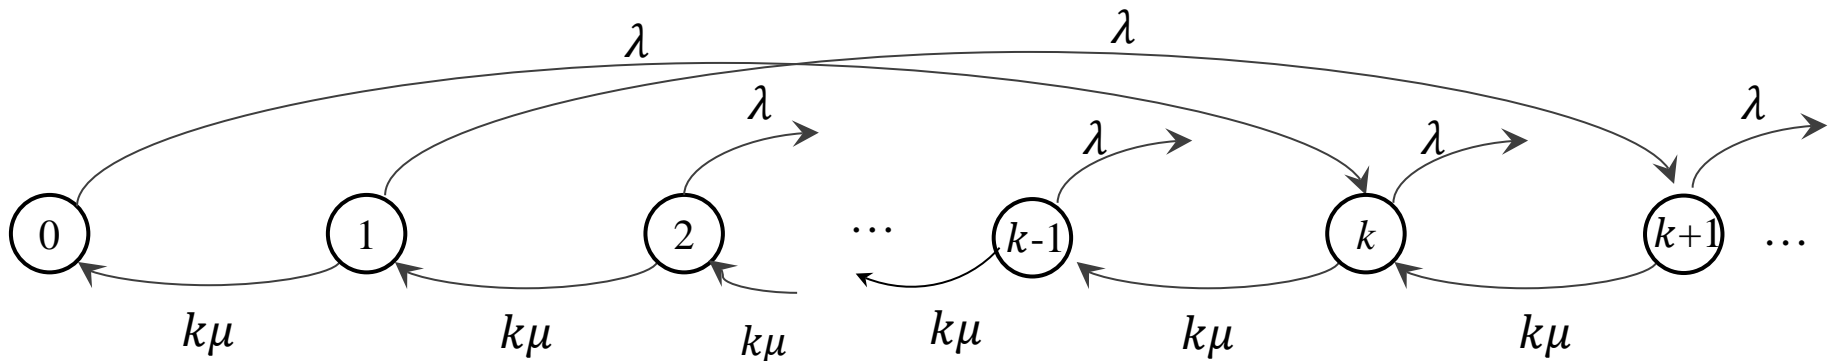 λ λ
λ λ λ λ
0 1 2 … k-1 k k+1 …
kμ kμ kμ kμ kμ kμ